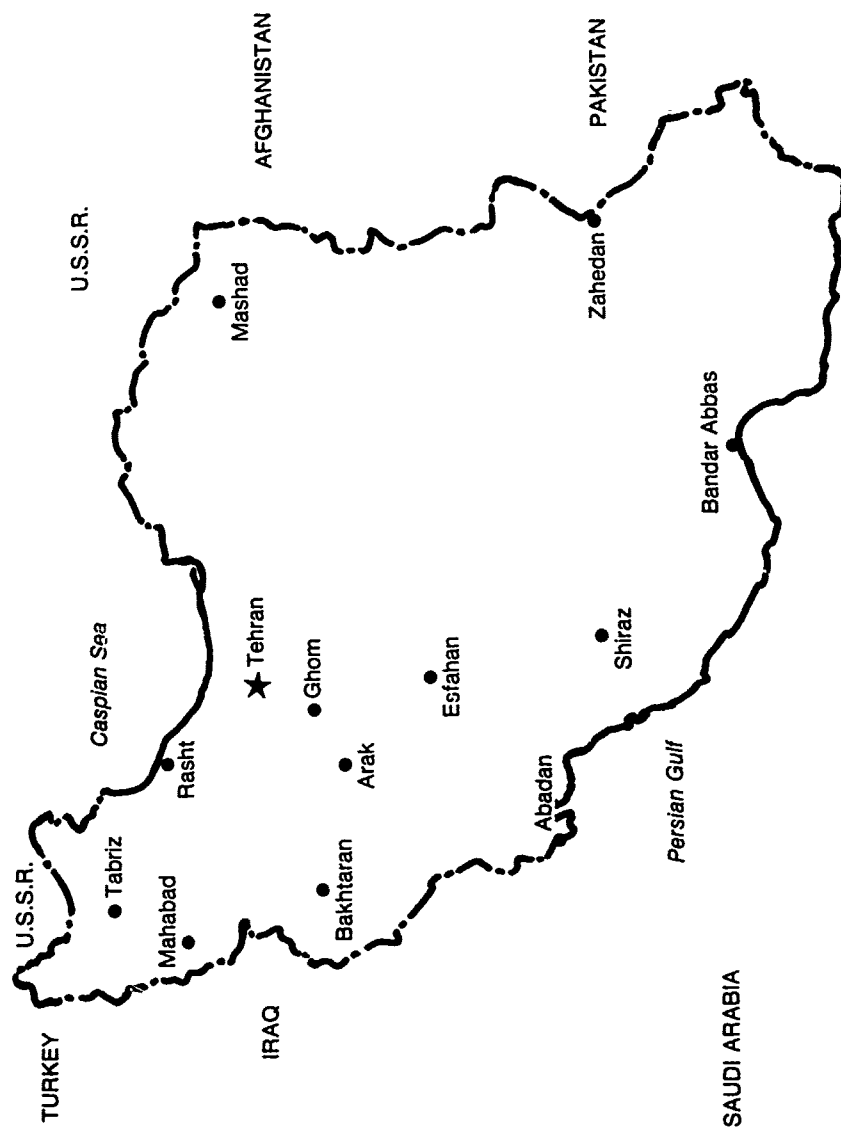 TURKEY
U.S.S.R.
U.S.S.R.
Caspian Sea
AFGHANISTAN
Tabriz
Mahabad
Rasht
Mashad
IRAQ
Tehran
Ghom
Bakhtaran
Arak
Esfahan
PAKISTAN
Abadan
Zahedan
Shiraz
Persian Gulf
Bandar Abbas
SAUDI ARABIA